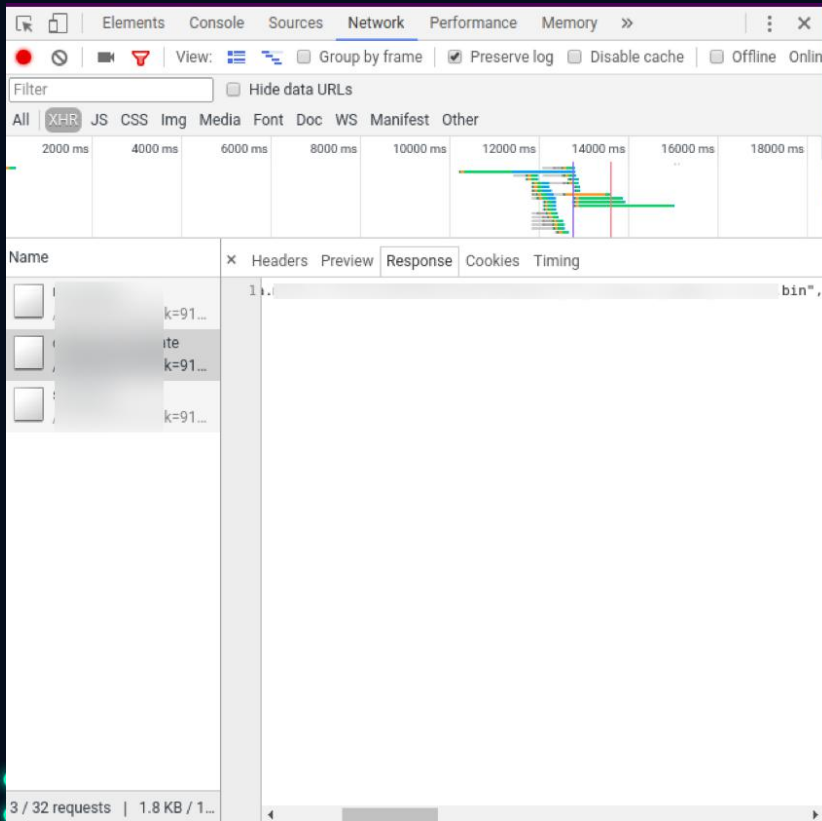 Elements Console Sources Network Performance Memory »
View: Group by frame Preserve log Disable cache Offline Onlin
Filter Hide data URLs
All XHR JS CSS Img Media Font Doc WS Manifest Other
2000 ms 4000 ms 6000 ms 8000 ms 10000 ms 12000 ms 14000 ms 16000 ms 18000 ms
Name × Headers Preview Response Cookies Timing
1 bin",
k=91...
ate
k=91...
k=91...
3 / 32 requests | 1.8 KB / 1...